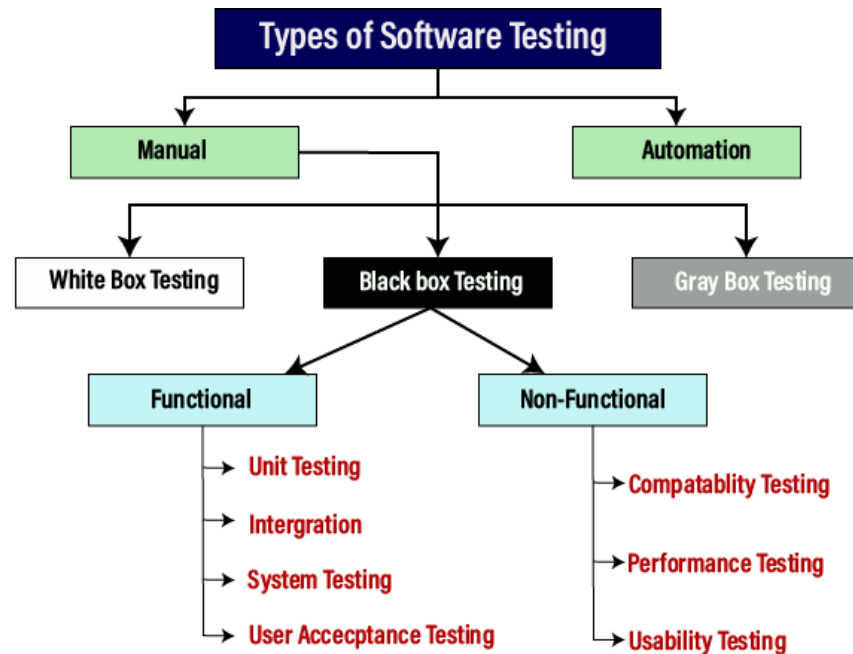 Types of Software Testing
Manual
Automation
White Box Testing
Black box Testing
Gray Box Testing
Functional
Non-Functional
Unit Testing
Intergration
System Testing
User Accecptance Testing
Compatablity Testing
Performance Testing
Usability Testing